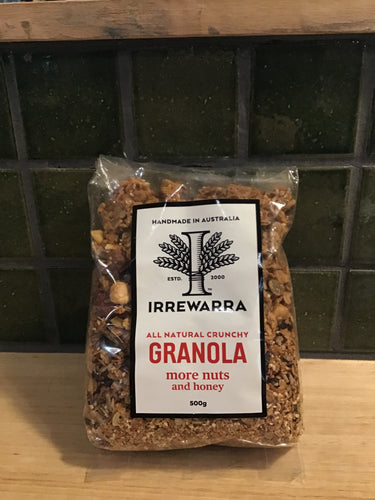 HANDMADE IN AUSTRALIA
ESTD. 2000
IRREWARRA
ALL NATURAL CRUNCHY
GRANOLA
more nuts
and honey
500g